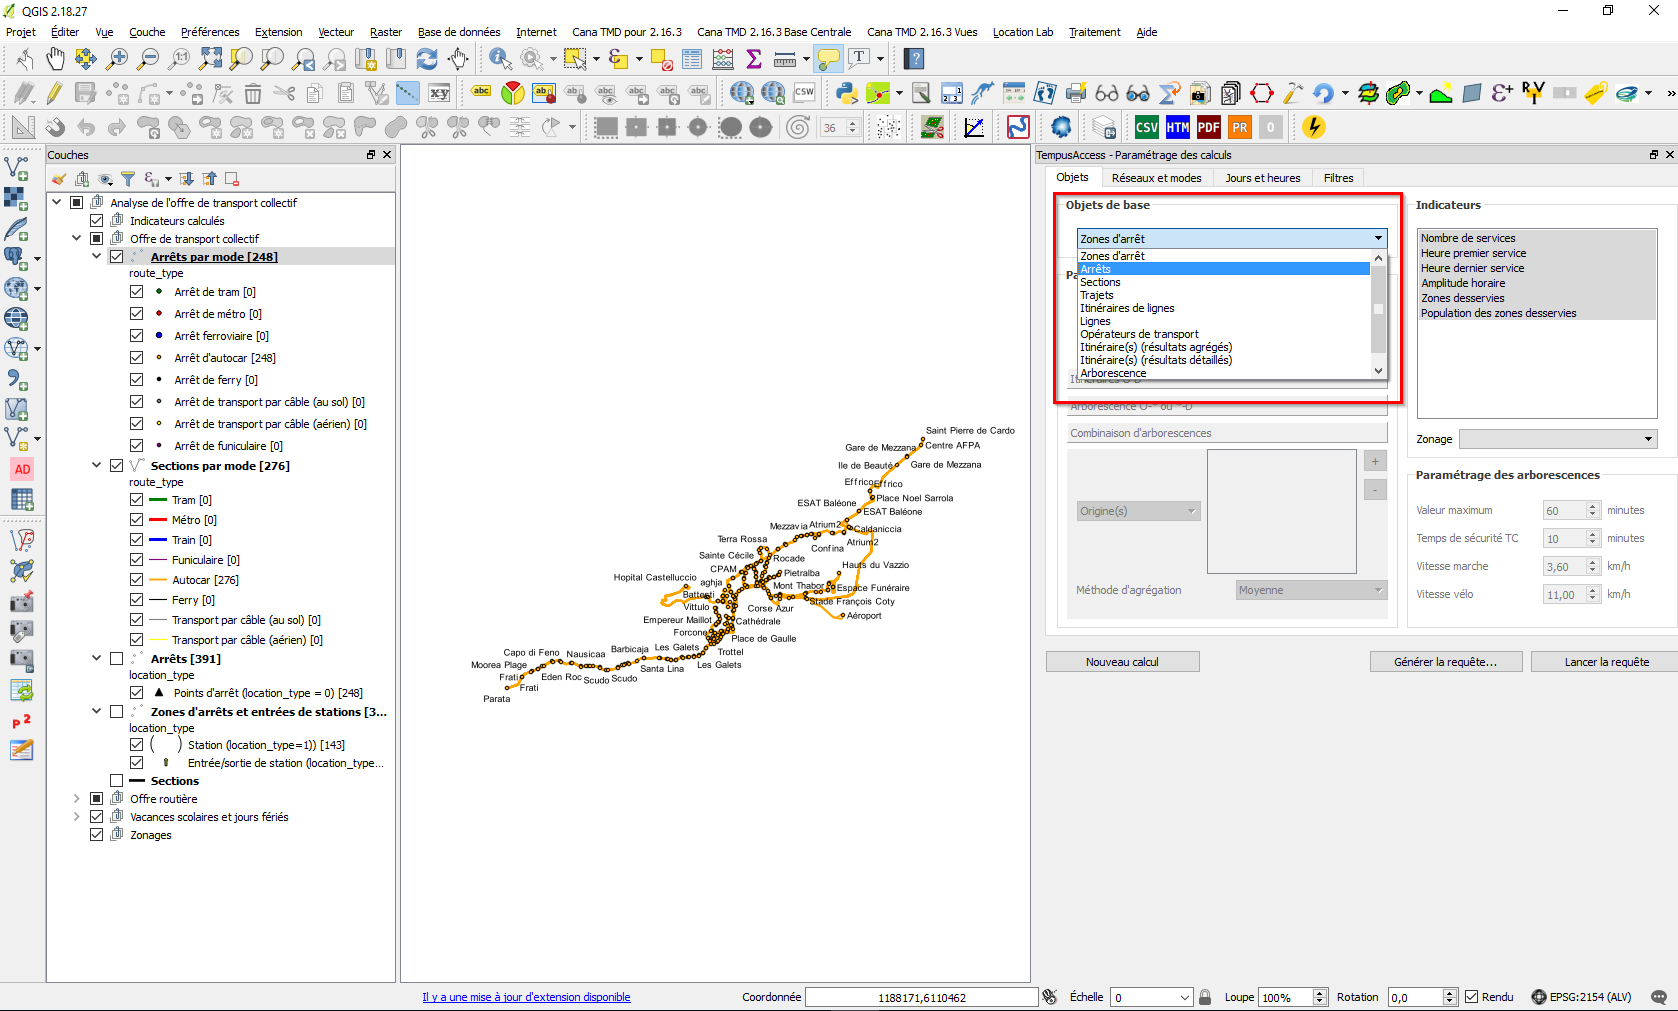 QGIS 2.18.27
Projet Éditer Vue Couche Préférences Extension Vecteur Raster Base de données Internet Cana TMD pour 2.16.3 Cana TMD 2.16.3 Base Centrale Cana TMD 2.16.3 Vues Location Lab Traitement Aide
abc abc CSW
36 CSV HTM PDF PR O
Couches
TempusAccess - Paramétrage des calculs
Objets Réseaux et modes Jours et heures Filtres
Analyse de l'offre de transport collectif
Indicateurs calculés
Offre de transport collectif
Arrêts par mode [248]
route_type
Arrêt de tram [0]
Arrêt de métro [0]
Arrêt ferroviaire [0]
Arrêt d'autocar [248]
Arrêt de ferry [0]
Arrêt de transport par câble (au sol) [0]
Arrêt de transport par câble (aérien) [0]
Arrêt de funiculaire [0]
Sections par mode [276]
route_type
Tram [0]
Métro [0]
Train [0]
Funiculaire [0]
Autocar [276]
Ferry [0]
Transport par câble (au sol) [0]
Transport par câble (aérien) [0]
Arrêts [391]
location_type
Points d'arrêt (location_type = 0) [248]
Zones d'arrêts et entrées de stations [3...
location_type
Station (location_type=1)) [143]
Entrée/sortie de station (location_type...
Sections
Offre routière
Vacances scolaires et jours fériés
Zonages
AD
P 2
Saint Pierre de Cardo
Gare de Mezzana Centre AFPA
Ile de Beauté Gare de Mezzana
Effrico Effrico
Place Noel Sarrola
ESAT Baléone
ESAT Baléone
Mezzavia Atrium2 Caldaniccia
Terra Rossa Confina Atrium2
Sainte Cécile Rocade
CPAM Pietralba Hauts du Vazzio
Hopital Castelluccio aghja Mont Thabor Espace Funéraire
Battesti Stade François Coty
Vittulo Corse Azur Aéroport
Empereur Maillot Cathédrale
Forcone Place de Gaulle
Trottel
Capo di Feno Nausicaa Barbicaja Les Galets
Moorea Plage Santa Lina Les Galets
Frati Eden Roc Scudo Scudo
Frati
Parata
Objets de base
Zones d'arrêt
Zones d'arrêt
Arrêts
Sections
Trajets
Itinéraires de lignes
Lignes
Opérateurs de transport
Itinéraire(s) (résultats agrégés)
Itinéraire(s) (résultats détaillés)
Arborescence
Pa
Combinaison d'arborescences
+
-
Origine(s)
Méthode d'agrégation Moyenne
Indicateurs
Nombre de services
Heure premier service
Heure dernier service
Amplitude horaire
Zones desservies
Population des zones desservies
Zonage
Paramétrage des arborescences
Valeur maximum 60 minutes
Temps de sécurité TC 10 minutes
Vitesse marche 3,60 km/h
Vitesse vélo 11,00 km/h
Nouveau calcul Générer la requête... Lancer la requête
Il y a une mise à jour d'extension disponible Coordonnée 1188171,6110462 Échelle 0 Loupe 100% Rotation 0,0 Rendu EPSG:2154 (ALV)